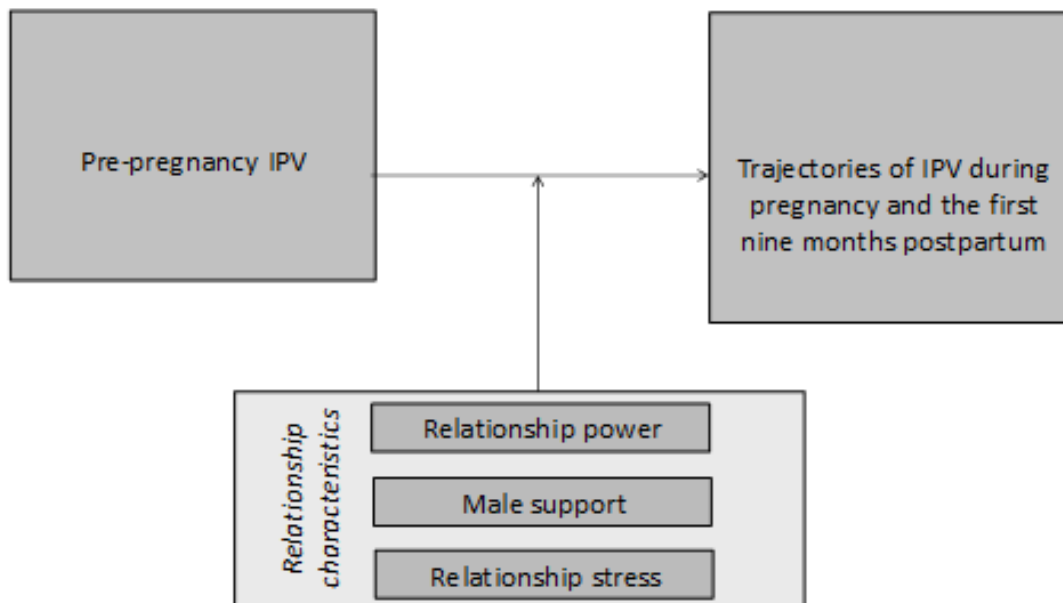 Pre-pregnancy IPV
Trajectories of IPV during
pregnancy and the first
nine months postpartum
Relationship
characteristics
Relationship power
Male support
Relationship stress